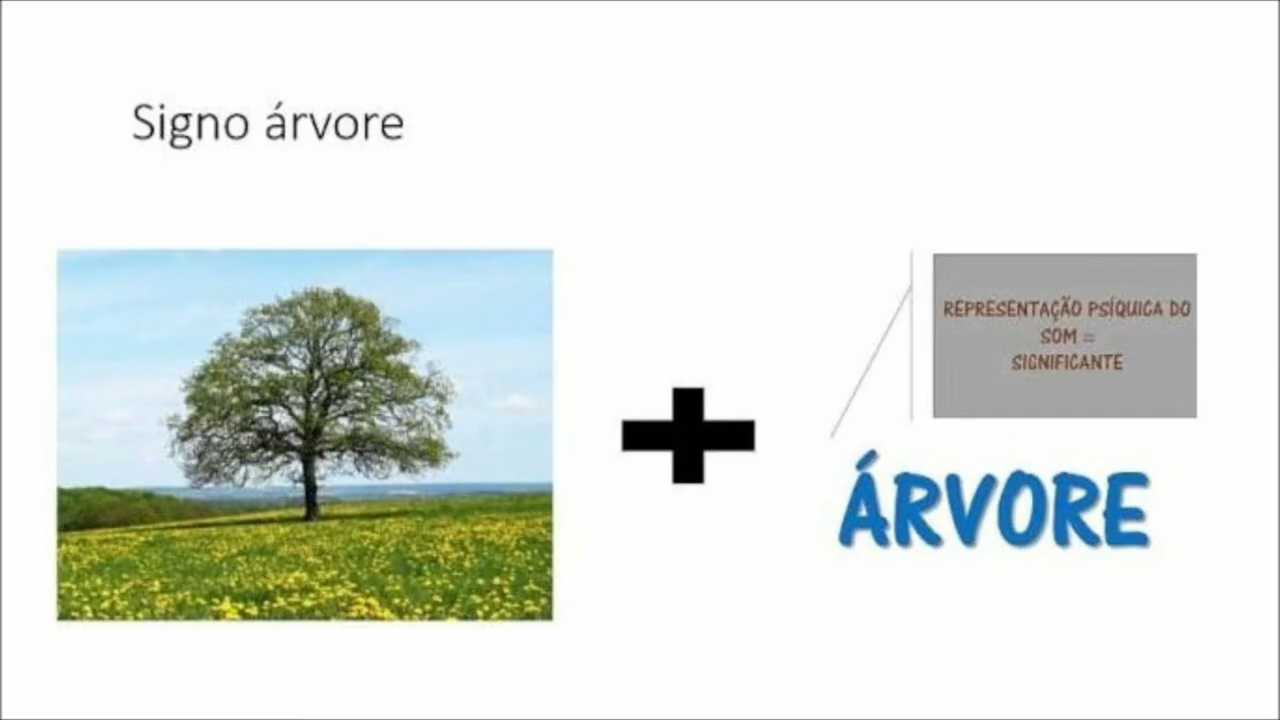 Signo árvore
REPRESENTAÇÃO PSÍQUICA DO
SOM =
SIGNIFICANTE
ÁRVORE